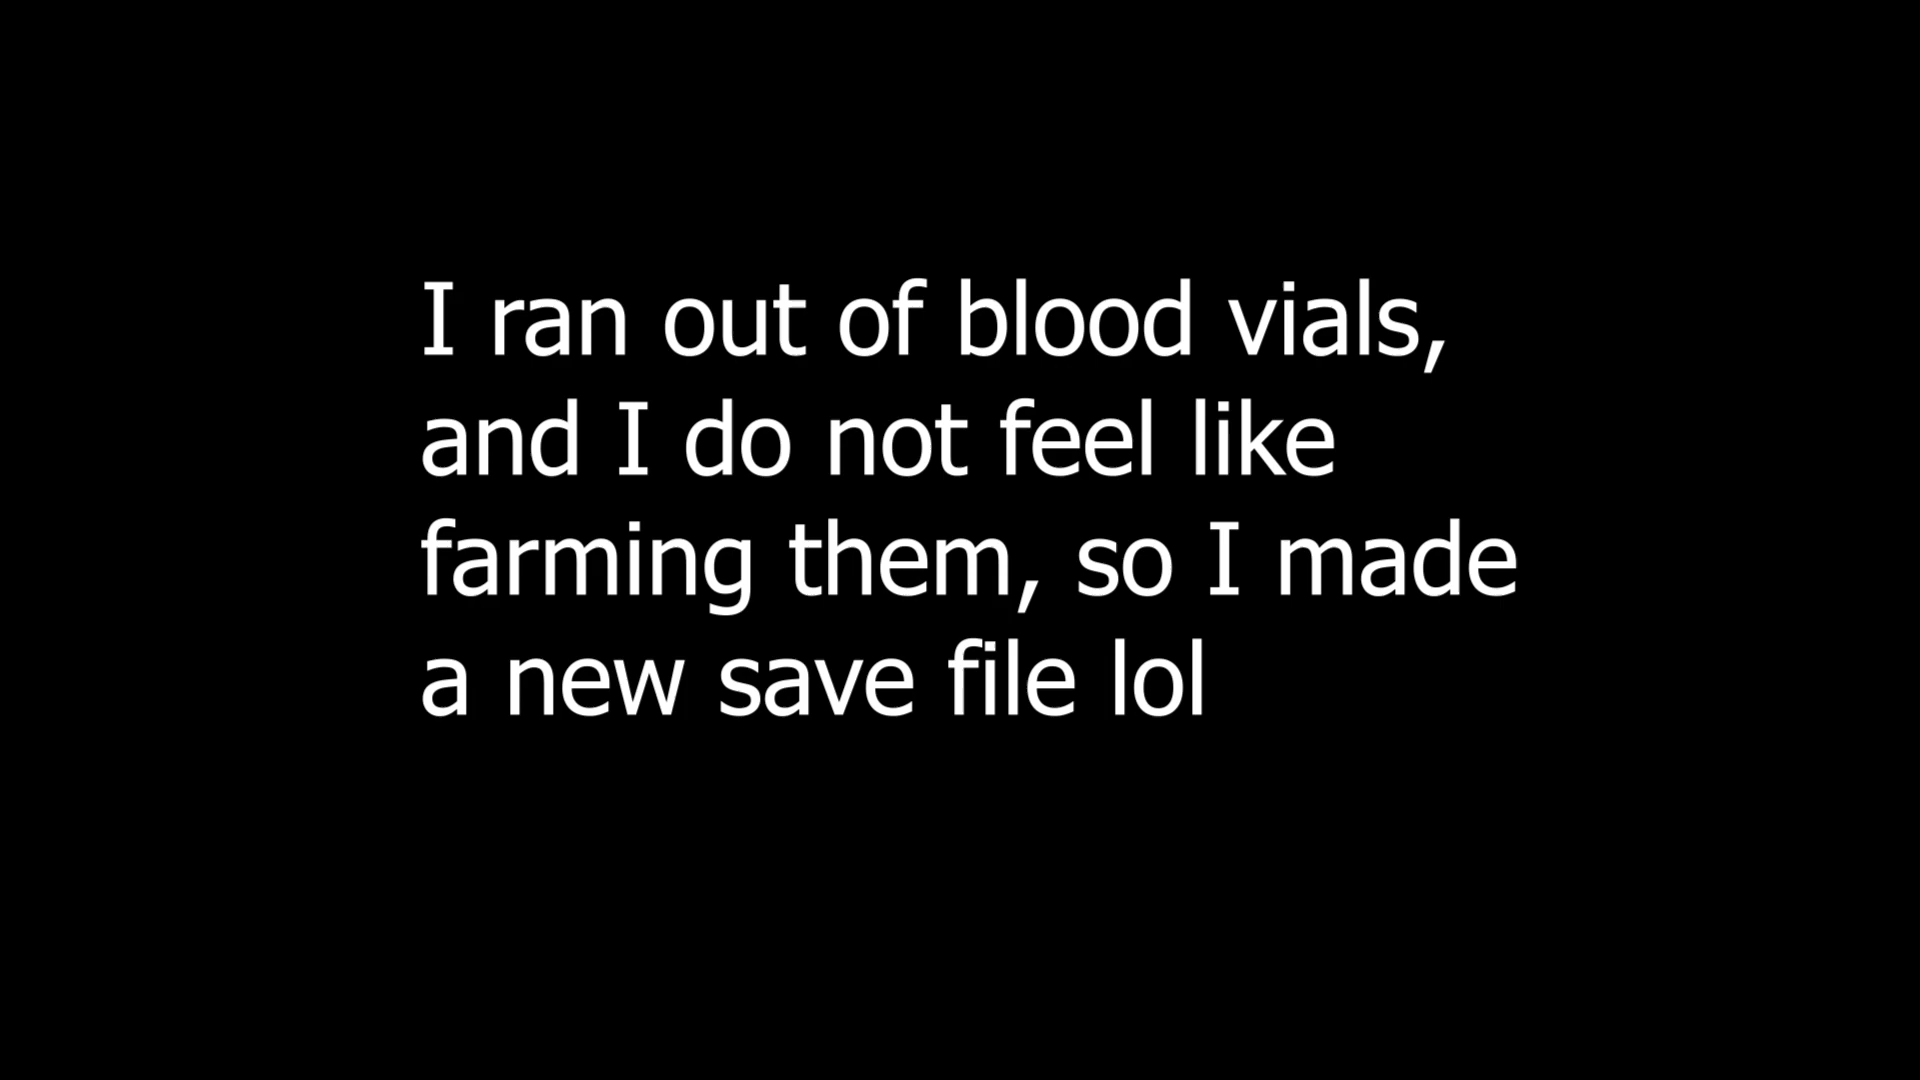 I ran out of blood vials,
and I do not feel like
farming them, so I made
a new save file lol